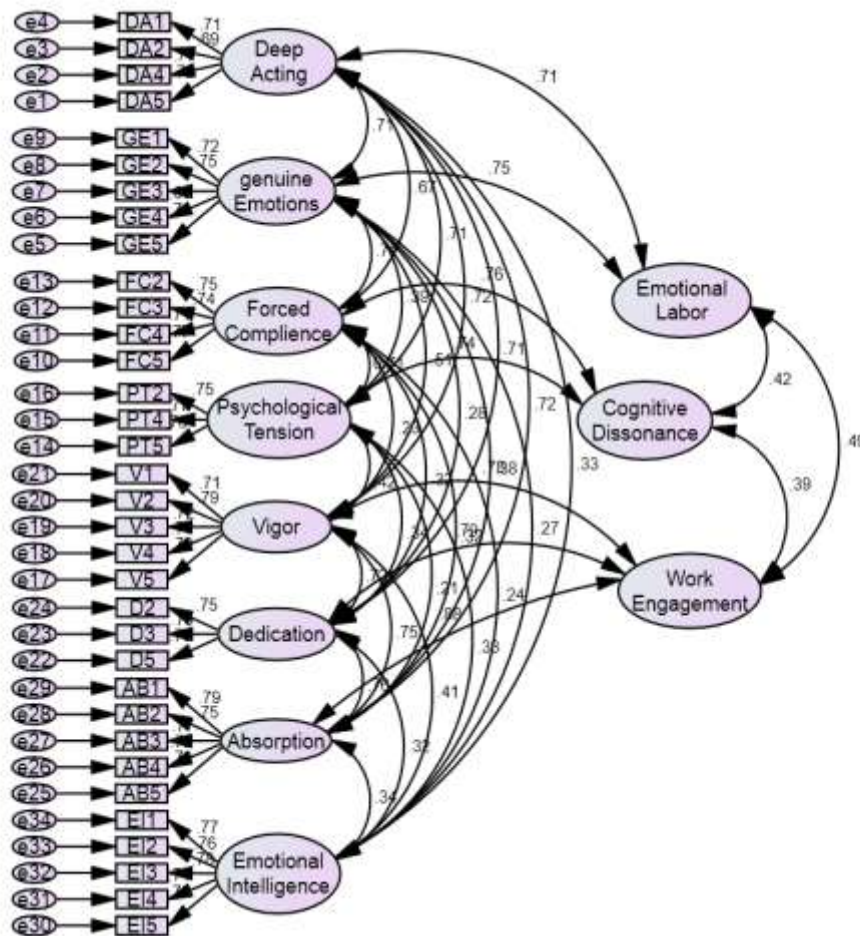 e4 DA1 .71
e3 DA2 .69
e2 DA4
e1 DA5
Deep
Acting
.71
e9 GE1 .72
e8 GE2 .75
e7 GE3
e6 GE4
e5 GE5
genuine
Emotions
.71
.75
.67
.71
.76
.72
e13 FC2 .75
e12 FC3 .74
e11 FC4
e10 FC5
Forced
Complience
.39
.74
.51
.71
Emotional
Labor
.42
.49
e16 PT2 .75
e15 PT4
e14 PT5
Psychological
Tension
.28
.72
.33
Cognitive
Dissonance
.39
e21 V1 .71
e20 V2 .79
e19 V3
e18 V4
e17 V5
Vigor
.38
.27
e24 D2 .75
e23 D3
e22 D5
Dedication
.21
.24
.75
.33
Work
Engagement
e29 AB1 .79
e28 AB2 .75
e27 AB3
e26 AB4
e25 AB5
Absorption
.41
.32
.34
e34 EI1 .77
e33 EI2 .76
e32 EI3
e31 EI4
e30 EI5
Emotional
Intelligence